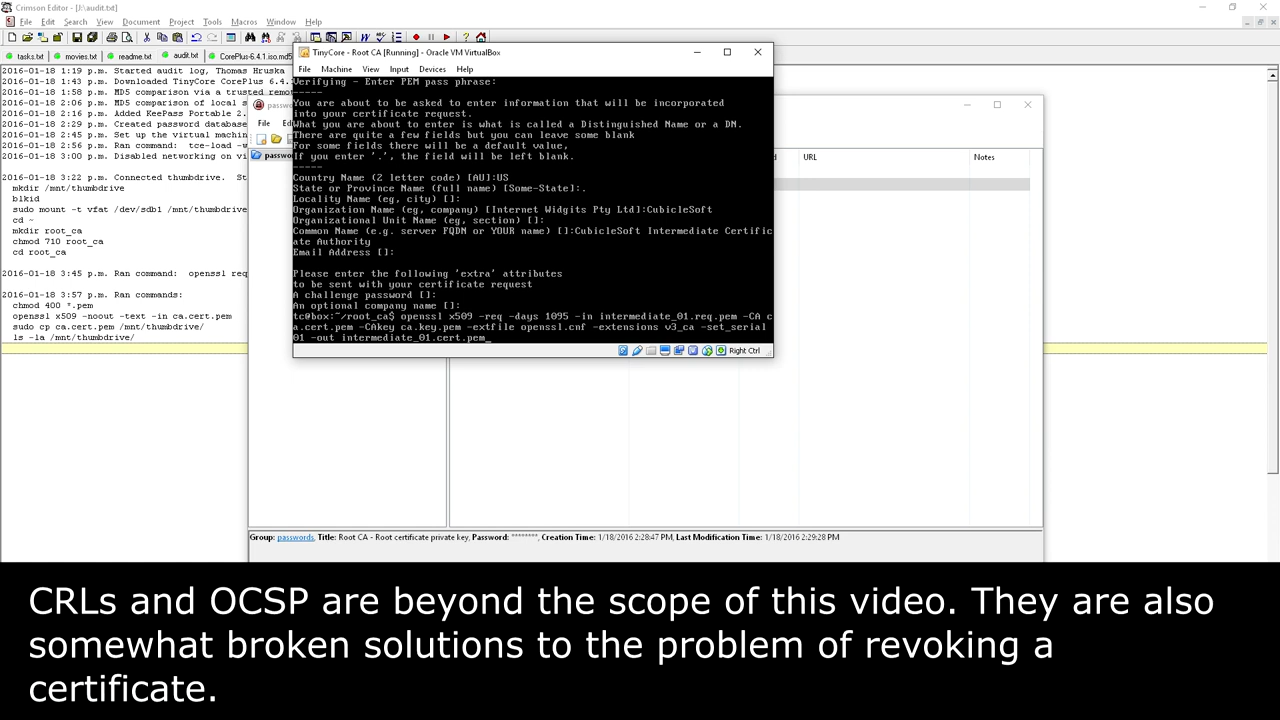 Crimson Editor - [J:\audit.txt]
File Edit Search View Document Project Tools Macros Window Help
tasks.txt movies.txt readme.txt audit.txt CorePlus-6.4.1.iso.md5
2016-01-18 1:19 p.m. Started audit log, Thomas Hruska
2016-01-18 1:43 p.m. Downloaded TinyCore CorePlus 6.4.
2016-01-18 1:58 p.m. MD5 comparison via a trusted remo
2016-01-18 2:06 p.m. MD5 comparison of local s
2016-01-18 2:16 p.m. Added KeePass Portable 2.
2016-01-18 2:25 p.m. Created password database
2016-01-18 2:45 p.m. Set up the virtual machin
2016-01-18 2:55 p.m. Ran command: tce-load -w
2016-01-18 3:00 p.m. Disabled networking on vi
2016-01-18 3:22 p.m. Connected thumbdrive. St
mkdir /mnt/thumbdrive
blkid
sudo mount -t vfat /dev/sdb1 /mnt/thumbdrive
cd ~
mkdir root_ca
chmod 710 root_ca
cd root_ca
2016-01-18 3:45 p.m. Ran command: openssl req
2016-01-18 3:57 p.m. Ran commands:
chmod 400 *.pem
openssl x509 -noout -text -in ca.cert.pem
sudo cp ca.cert.pem /mnt/thumbdrive/
ls -la /mnt/thumbdrive/
TinyCore - Root CA [Running] - Oracle VM VirtualBox
File Machine View Input Devices Help
Verifying - Enter PEM pass phrase:
-----
You are about to be asked to enter information that will be incorporated
into your certificate request.
What you are about to enter is what is called a Distinguished Name or a DN.
There are quite a few fields but you can leave some blank
For some fields there will be a default value,
If you enter '.', the field will be left blank.
-----
Country Name (2 letter code) [AU]:US
State or Province Name (full name) [Some-State]:.
Locality Name (eg, city) []:
Organization Name (eg, company) [Internet Widgits Pty Ltd]:CubicleSoft
Organizational Unit Name (eg, section) []:
Common Name (e.g. server FQDN or YOUR name) []:CubicleSoft Intermediate Certific
ate Authority
Email Address []:
Please enter the following 'extra' attributes
to be sent with your certificate request
A challenge password []:
An optional company name []:
tc@box:~/root_ca$ openssl x509 -req -days 1095 -in intermediate_01.req.pem -CA c
a.cert.pem -CAkey ca.key.pem -extfile openssl.cnf -extensions v3_ca -set_serial
01 -out intermediate_01.cert.pem_
Right Ctrl
passwo
File Ed
passwor
d URL Notes
Group: passwords, Title: Root CA - Root certificate private key, Password: ********, Creation Time: 1/18/2016 2:28:47 PM, Last Modification Time: 1/18/2016 2:29:28 PM
CRLs and OCSP are beyond the scope of this video. They are also
somewhat broken solutions to the problem of revoking a
certificate.